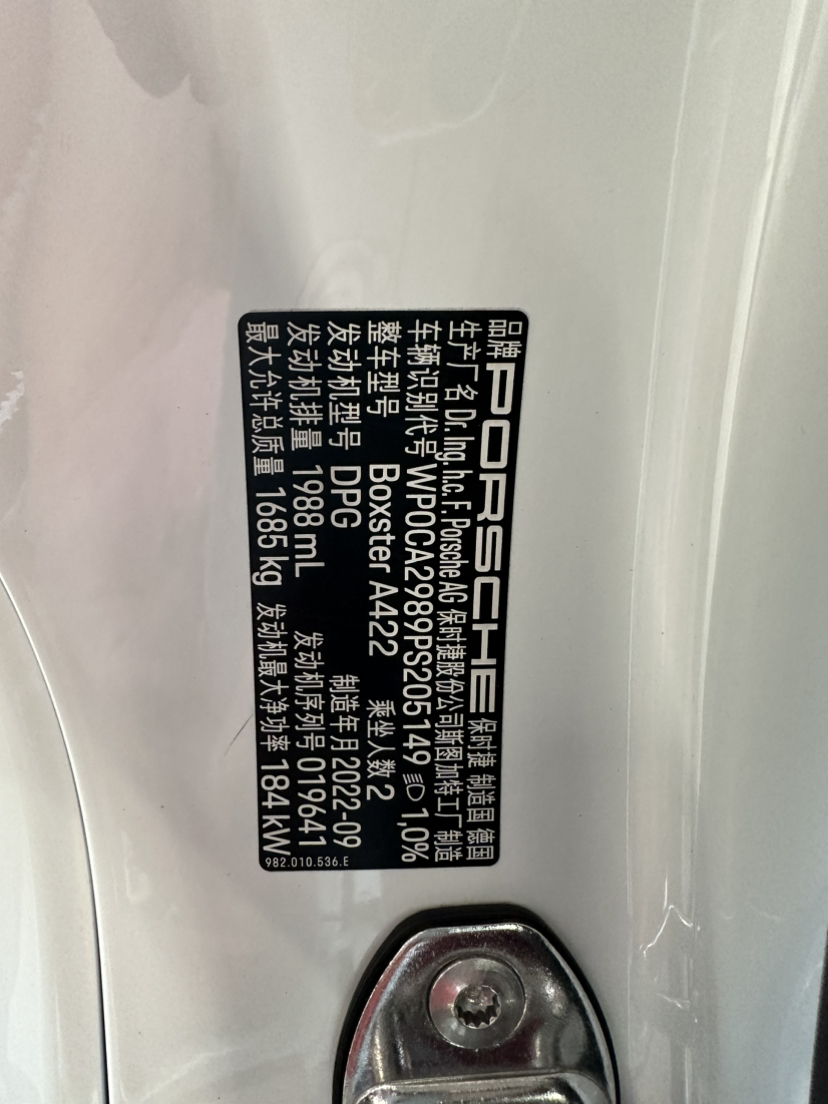 品牌 PORSCHE 保时捷 制造国 德国
生产厂名 Dr. Ing. h.c. F. Porsche AG 保时捷股份公司斯图加特工厂制造
车辆识别代号 WP0CA2989PS205149 1,0%
整车型号 Boxster A422 乘坐人数 2
发动机型号 DPG 制造年月 2022-09
发动机排量 1988 mL 发动机序列号 019641
最大允许总质量 1685 kg 发动机最大净功率 184 kW
982.010.536.E